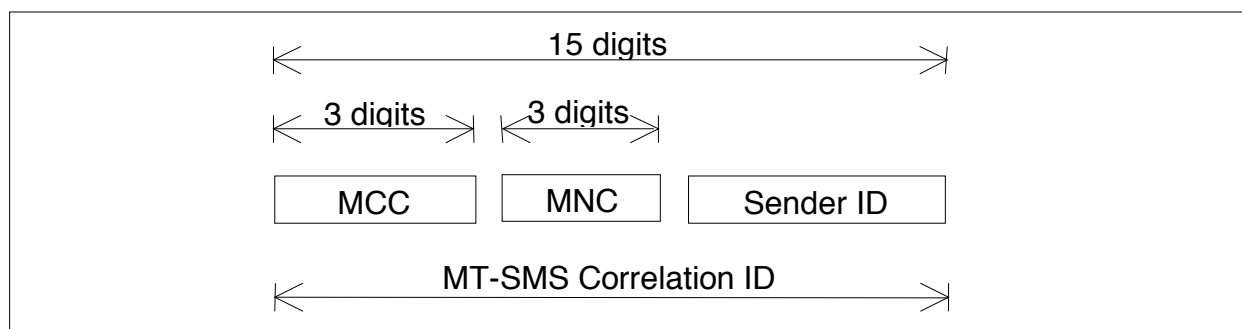 15 digits
3 digits 3 digits
MCC MNC Sender ID
MT-SMS Correlation ID